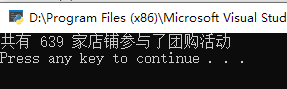 D:\Program Files (x86)\Microsoft Visual Stud
共有 639 家店铺参与了团购活动
Press any key to continue . . .